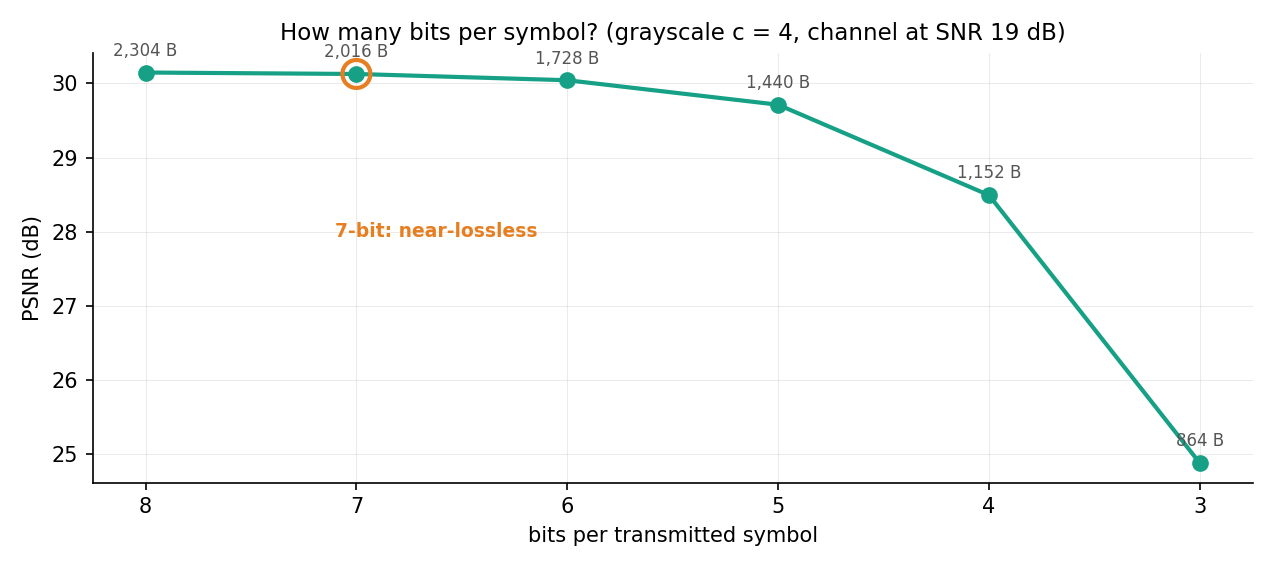 How many bits per symbol? (grayscale c = 4, channel at SNR 19 dB)
2,304 B
2,016 B
1,728 B
1,440 B
1,152 B
864 B
7-bit: near-lossless
PSNR (dB)
30
29
28
27
26
25
8 7 6 5 4 3
bits per transmitted symbol